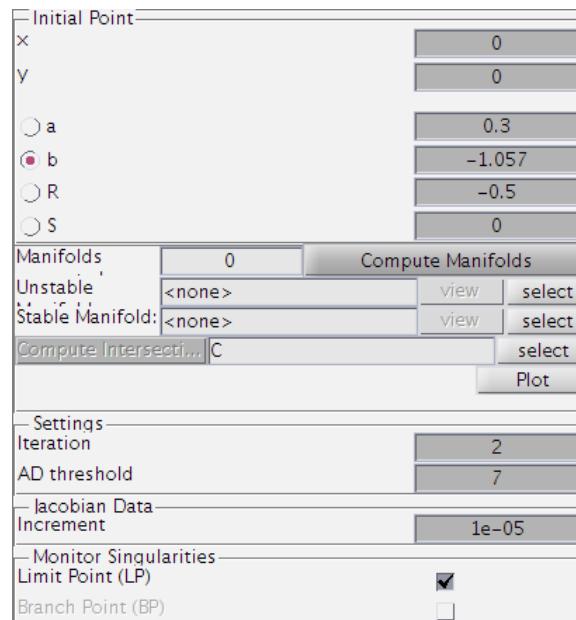 Initial Point
x 0
y 0
a 0.3
b -1.057
R -0.5
S 0
Manifolds 0 Compute Manifolds
Unstable <none> view select
Stable Manifold: <none> view select
Compute Intersecti... C select
Plot
Settings
Iteration 2
AD threshold 7
Jacobian Data
Increment 1e-05
Monitor Singularities
Limit Point (LP)
Branch Point (BP)